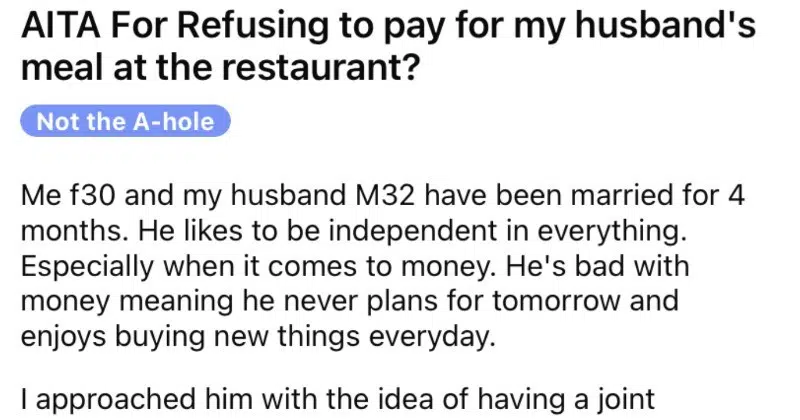 AITA For Refusing to pay for my husband's
meal at the restaurant?
Not the A-hole
Me f30 and my husband M32 have been married for 4
months. He likes to be independent in everything.
Especially when it comes to money. He's bad with
money meaning he never plans for tomorrow and
enjoys buying new things everyday.
I approached him with the idea of having a joint